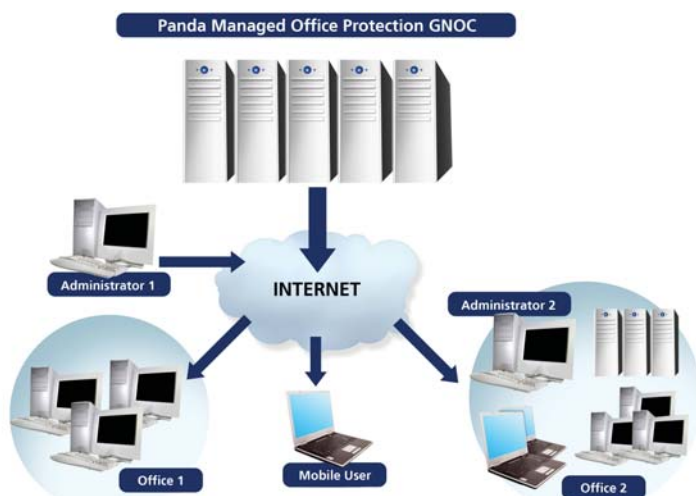 Panda Managed Office Protection GNOC
Administrator 1
INTERNET
Administrator 2
Office 1
Mobile User
Office 2